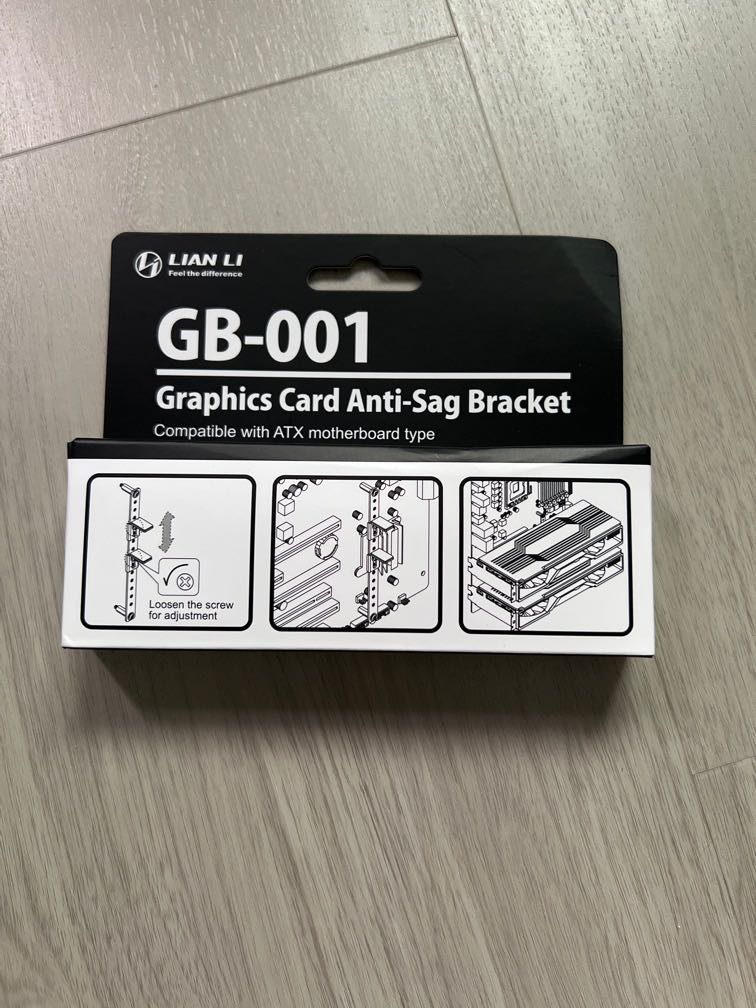 LIAN LI
Feel the difference
GB-001
Graphics Card Anti-Sag Bracket
Compatible with ATX motherboard type
Loosen the screw
for adjustment